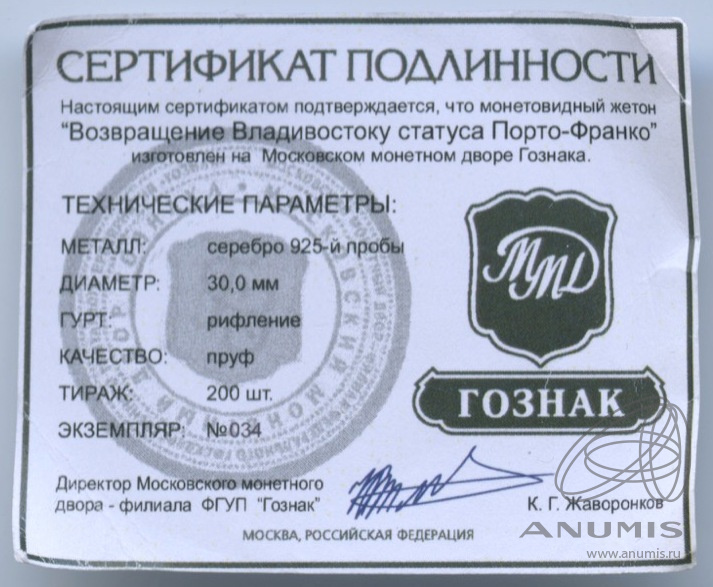 СЕРТИФИКАТ ПОДЛИННОСТИ
Настоящим сертификатом подтверждается, что монетовидный жетон
“Возвращение Владивостоку статуса Порто-Франко”
изготовлен на Московском монетном дворе Гознака.
ТЕХНИЧЕСКИЕ ПАРАМЕТРЫ:
МЕТАЛЛ: серебро 925-й пробы
ДИАМЕТР: 30,0 мм
ГУРТ: рифление
КАЧЕСТВО: пруф
ТИРАЖ: 200 шт.
ЭКЗЕМПЛЯР: №034
ММД
ГОЗНАК
Директор Московского монетного
двора - филиала ФГУП “Гознак”
К. Г. Жаворонков
МОСКВА, РОССИЙСКАЯ ФЕДЕРАЦИЯ
ANUMIS
www.anumis.ru